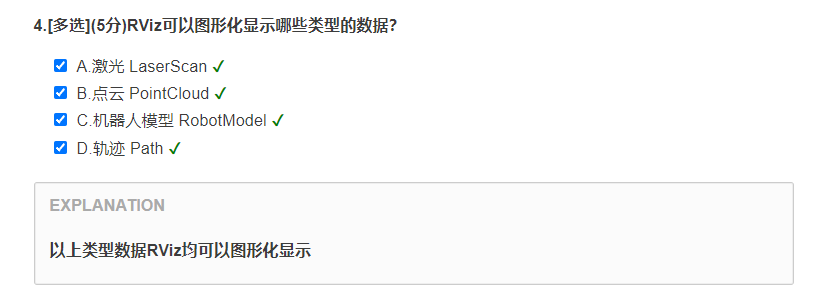 4.[多选](5分)RViz可以图形化显示哪些类型的数据?
A.激光 LaserScan ✓
B.点云 PointCloud ✓
C.机器人模型 RobotModel ✓
D.轨迹 Path ✓
EXPLANATION
以上类型数据RViz均可以图形化显示